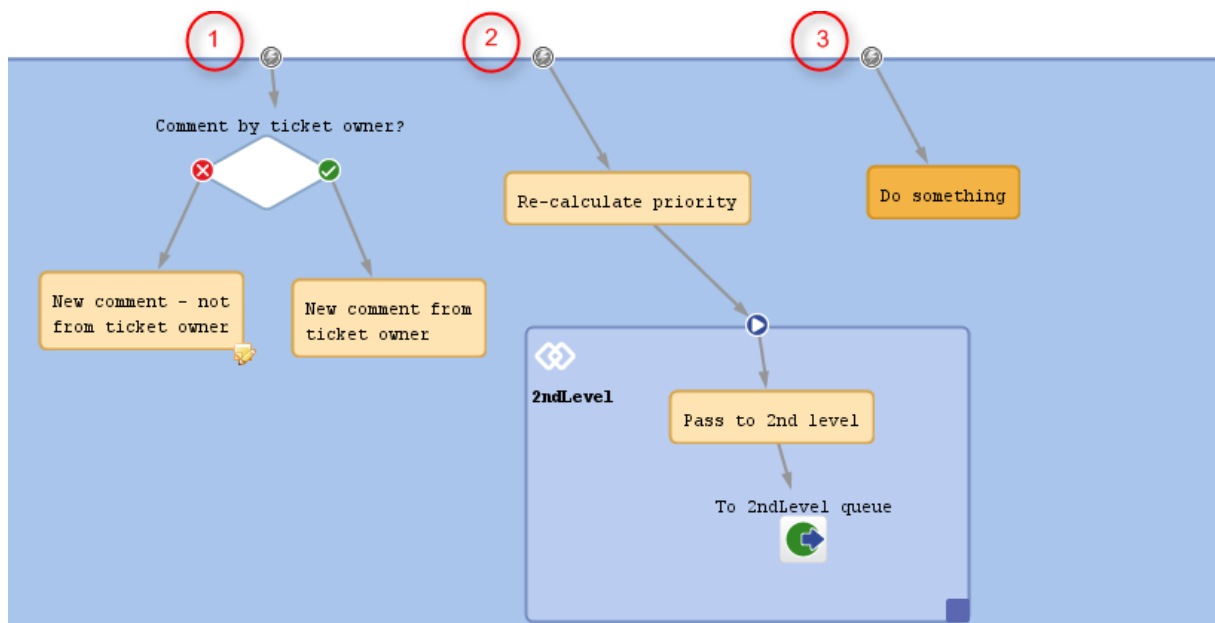 1
2
3
Comment by ticket owner?
Re-calculate priority
Do something
New comment - not
from ticket owner
New comment from
ticket owner
2ndLevel
Pass to 2nd level
To 2ndLevel queue